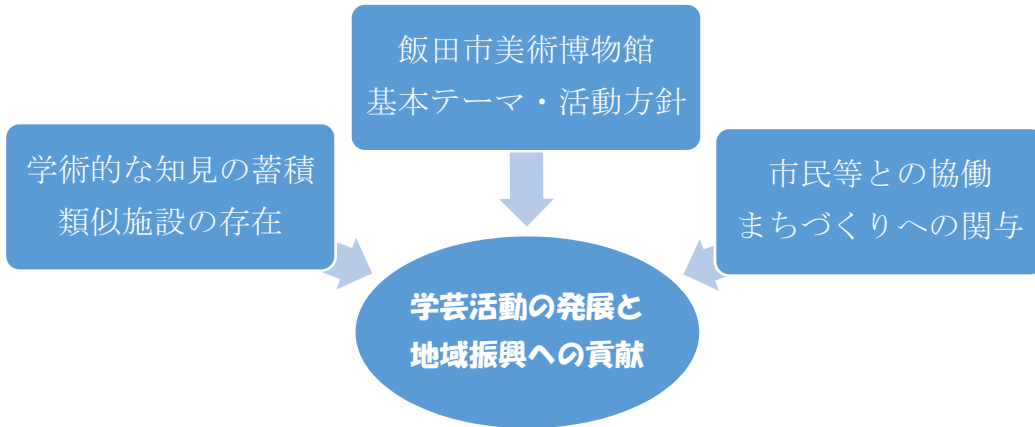 飯田市美術博物館
基本テーマ・活動方針
学術的な知見の蓄積
類似施設の存在
市民等との協働
まちづくりへの関与
学芸活動の発展と
地域振興への貢献